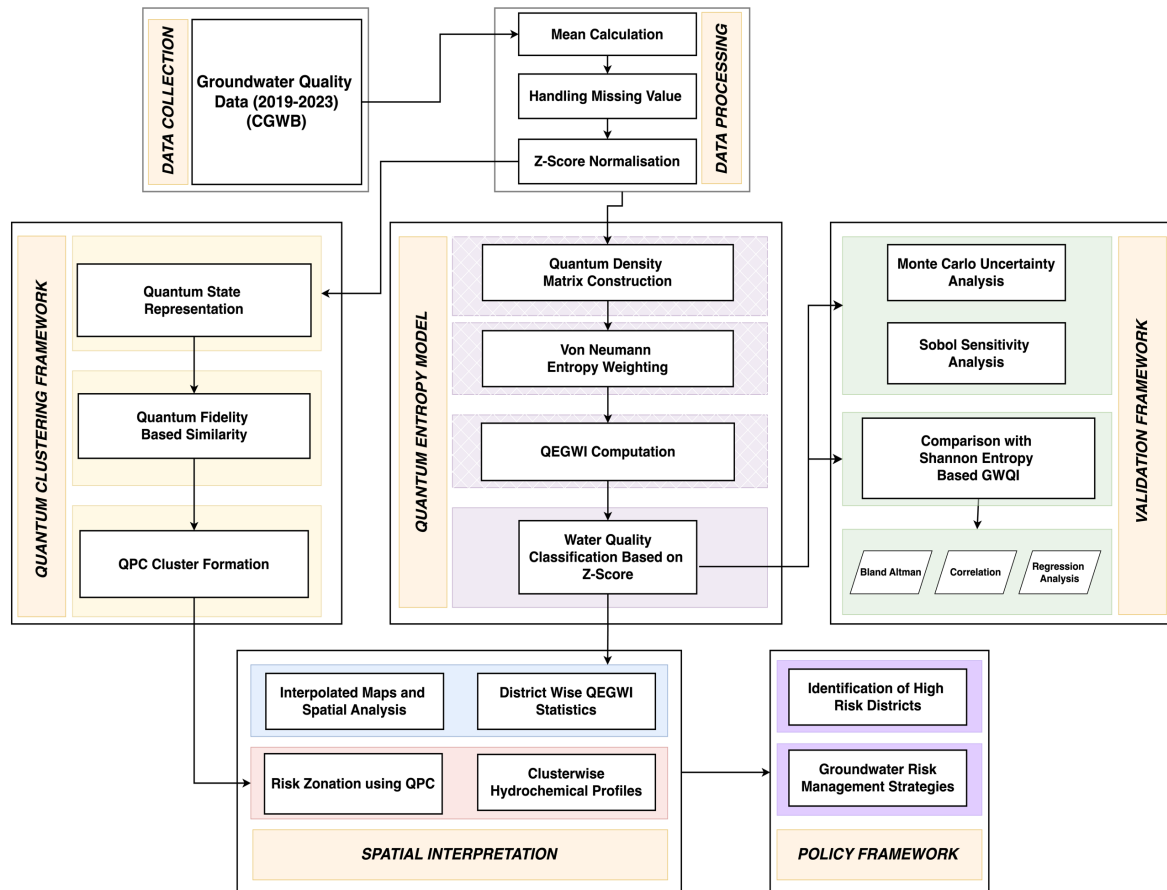 DATA COLLECTION
Groundwater Quality
Data (2019-2023)
(CGWB)
Mean Calculation
Handling Missing Value
Z-Score Normalisation
DATA PROCESSING
QUANTUM CLUSTERING FRAMEWORK
Quantum State
Representation
Quantum Fidelity
Based Similarity
QPC Cluster Formation
QUANTUM ENTROPY MODEL
Quantum Density
Matrix Construction
Von Neumann
Entropy Weighting
QEGWI Computation
Water Quality
Classification Based on
Z-Score
Monte Carlo Uncertainty
Analysis
Sobol Sensitivity
Analysis
Comparison with
Shannon Entropy
Based GWQI
Bland Altman
Correlation
Regression
Analysis
VALIDATION FRAMEWORK
Interpolated Maps and
Spatial Analysis
District Wise QEGWI
Statistics
Risk Zonation using QPC
Clusterwise
Hydrochemical Profiles
SPATIAL INTERPRETATION
Identification of High
Risk Districts
Groundwater Risk
Management Strategies
POLICY FRAMEWORK